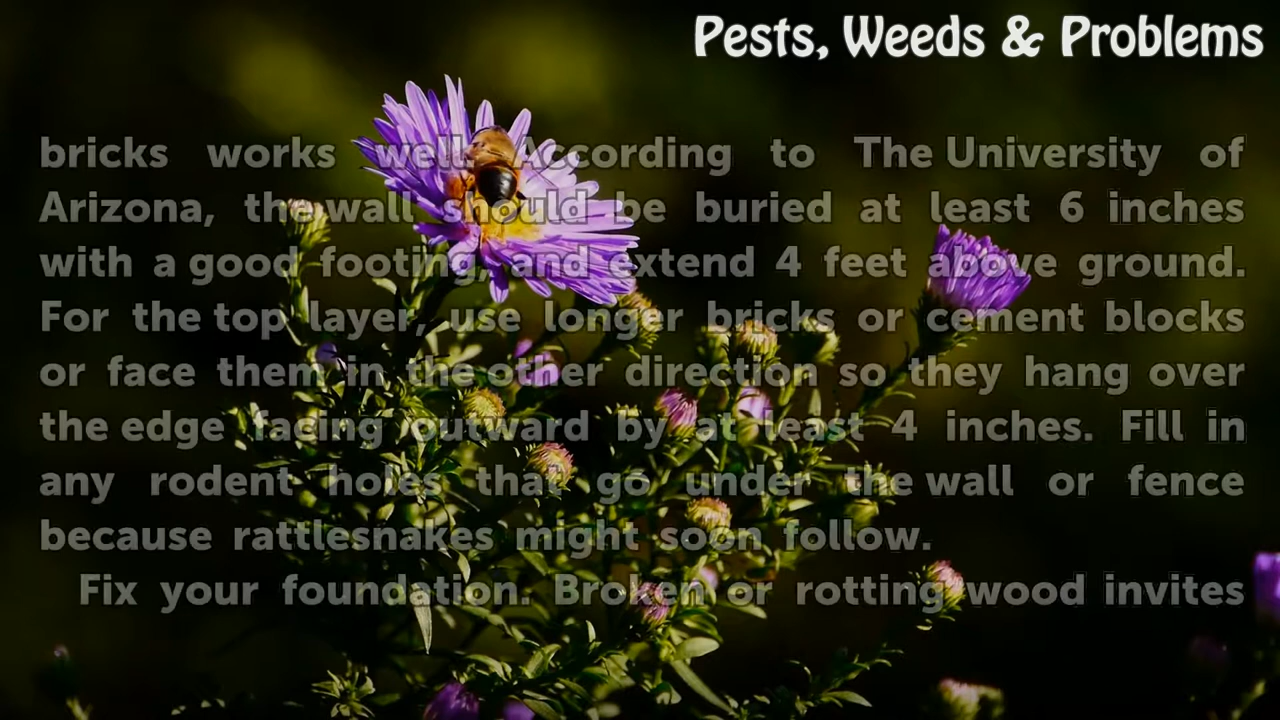 Pests, Weeds & Problems
bricks works well. According to The University of
Arizona, the wall should be buried at least 6 inches
with a good footing, and extend 4 feet above ground.
For the top layer, use longer bricks or cement blocks
or face them in the other direction so they hang over
the edge facing outward by at least 4 inches. Fill in
any rodent holes that go under the wall or fence
because rattlesnakes might soon follow.
Fix your foundation. Broken or rotting wood invites